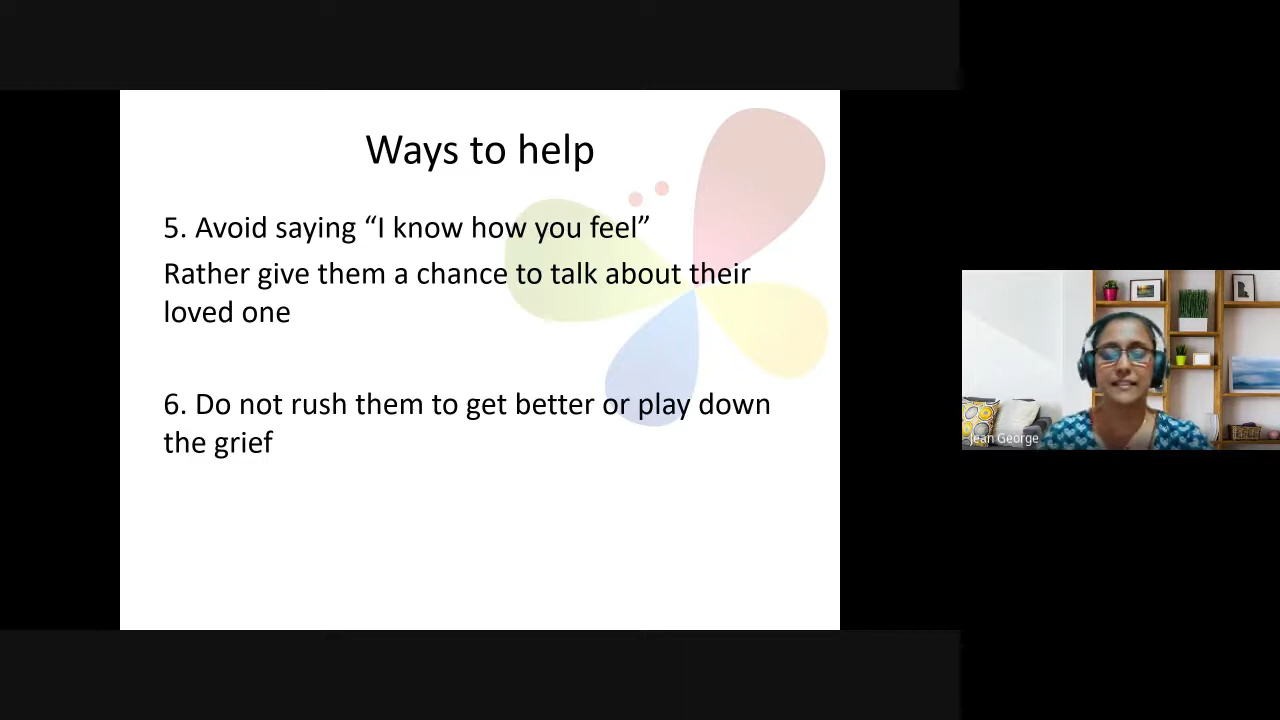 Ways to help
5. Avoid saying “I know how you feel”
Rather give them a chance to talk about their
loved one
6. Do not rush them to get better or play down
the grief
Jean George